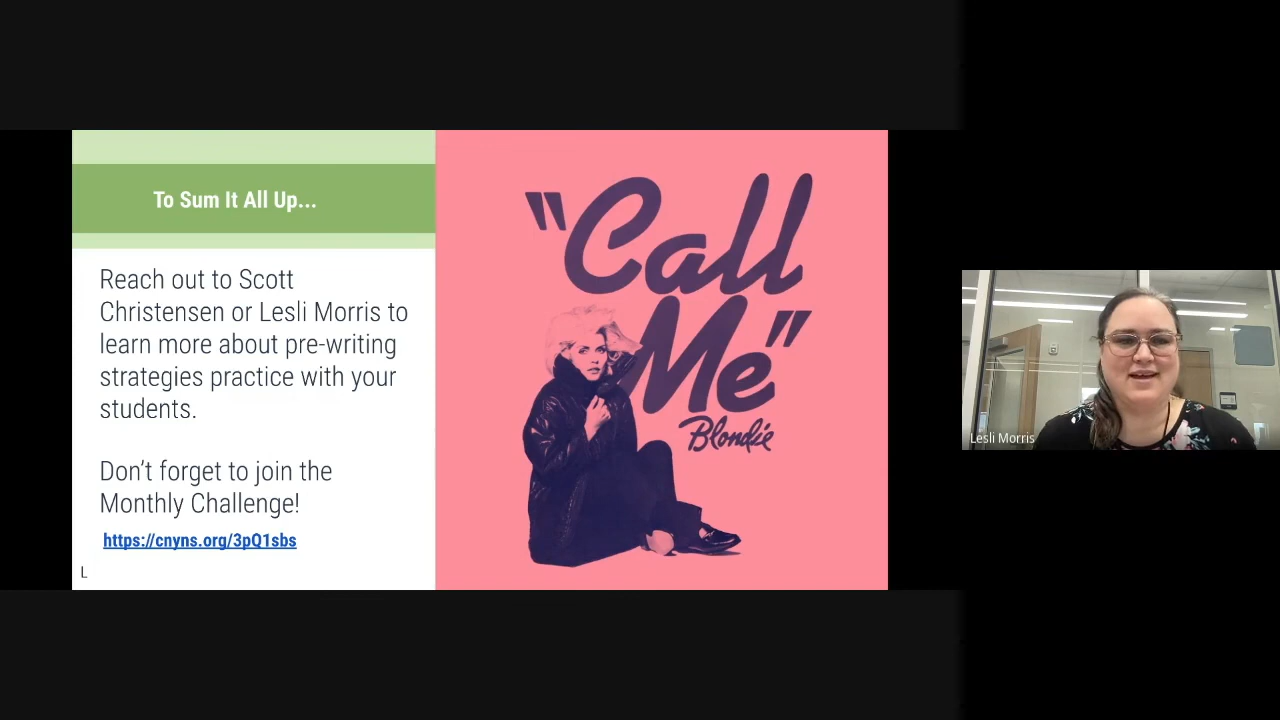 To Sum It All Up...
Reach out to Scott
Christensen or Lesli Morris to
learn more about pre-writing
strategies practice with your
students.
Don't forget to join the
Monthly Challenge!
https://cnyns.org/3pQ1sbs
L
"Call
Me"
Blondie
Lesli Morris